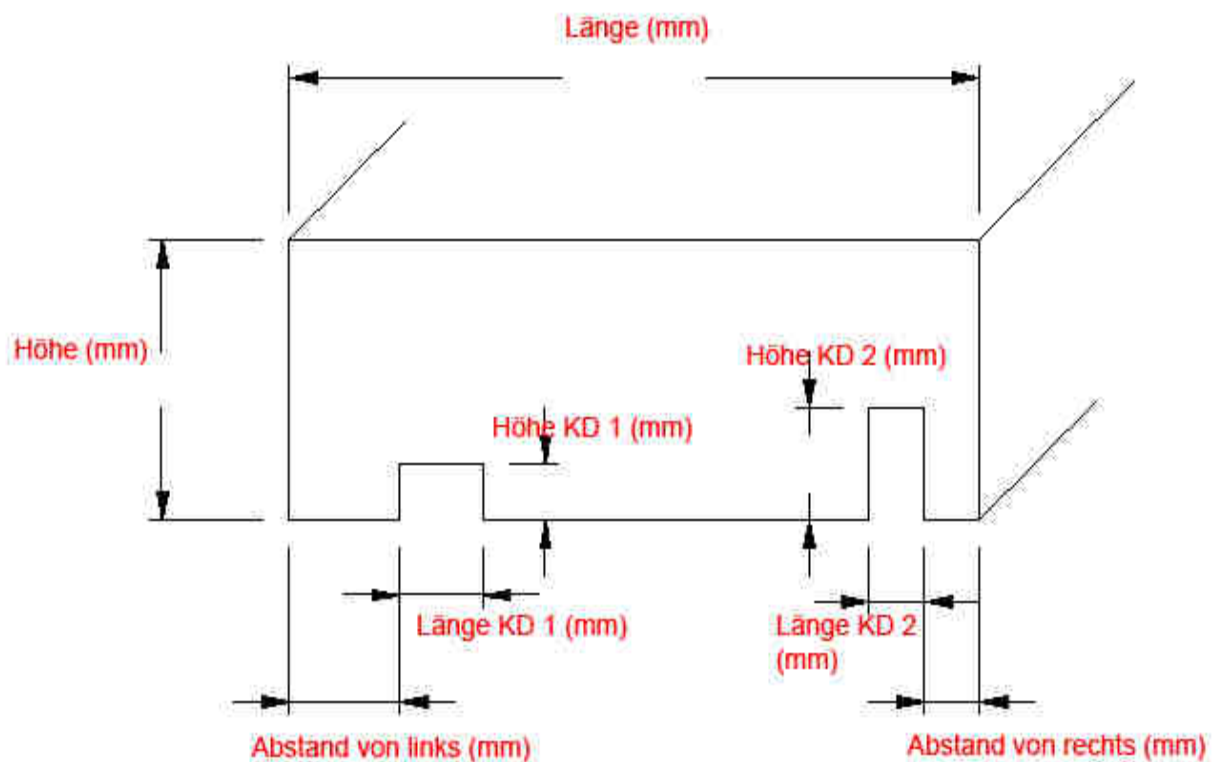 Länge (mm)
Höhe (mm)
Höhe KD 2 (mm)
Höhe KD 1 (mm)
Länge KD 1 (mm)
Länge KD 2
(mm)
Abstand von links (mm)
Abstand von rechts (mm)